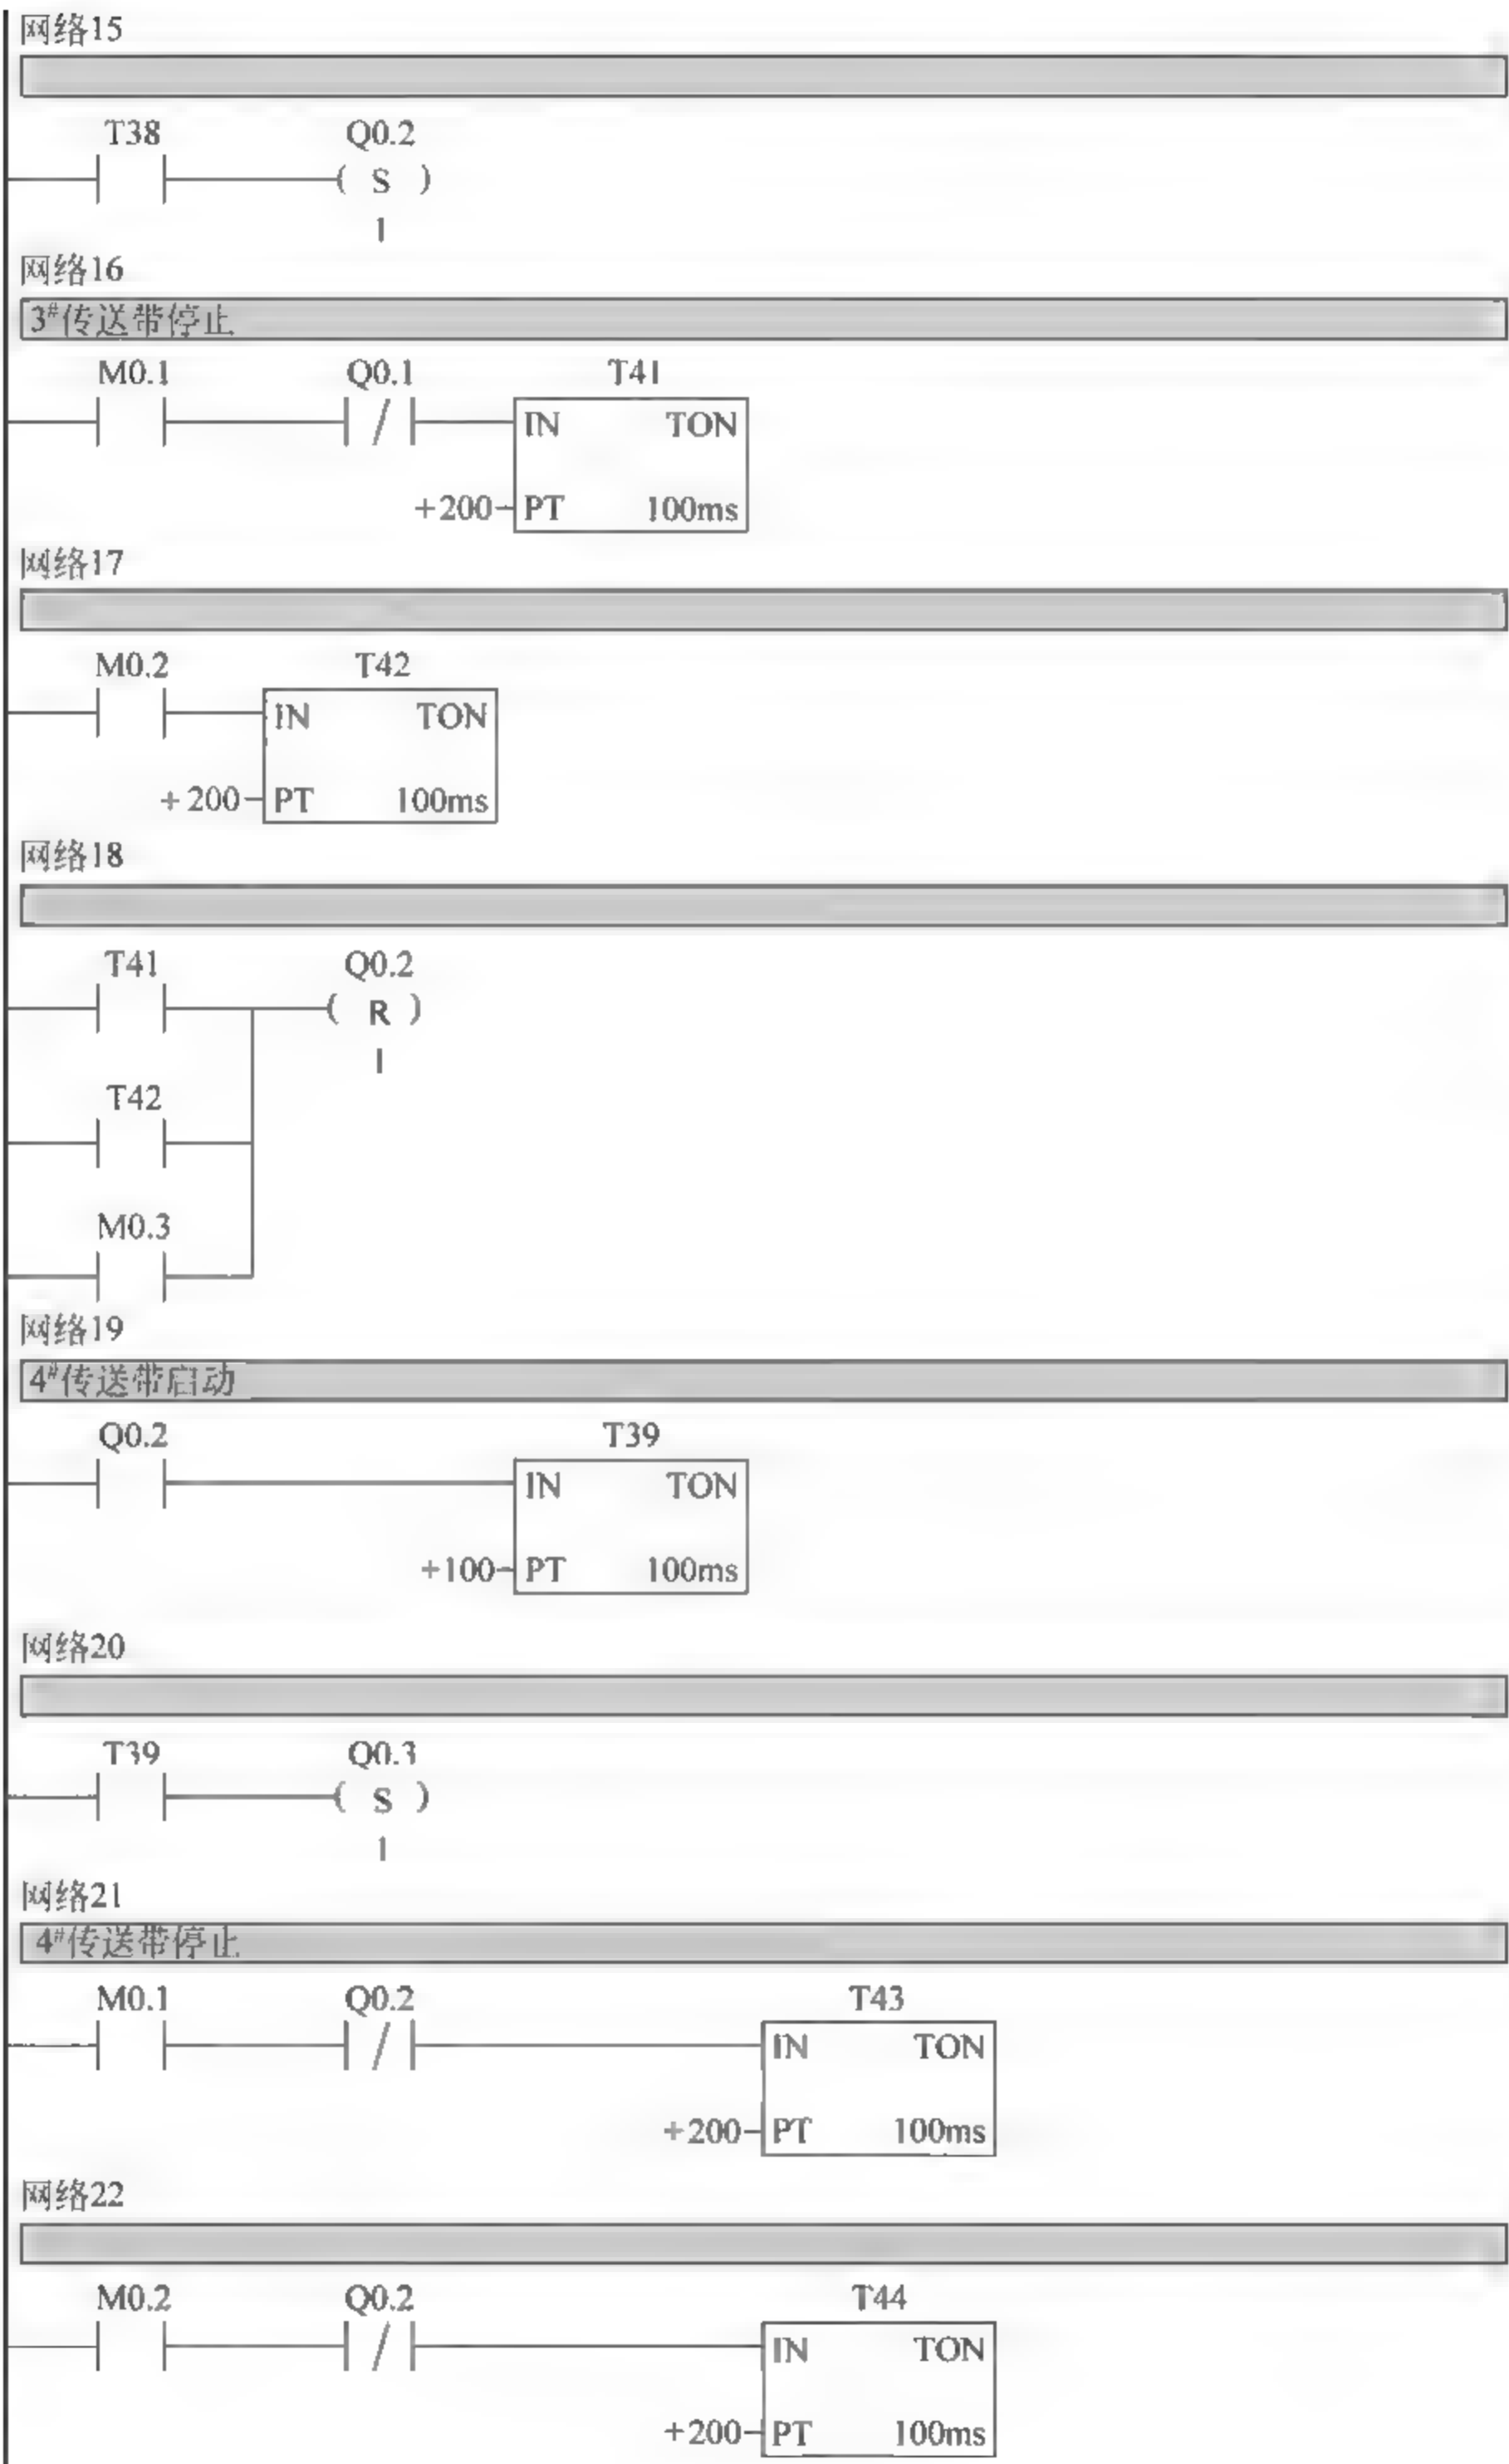 网络15
T38 Q0.2
( S )
1
网络16
3#传送带停止
M0.1 Q0.1 T41
IN TON
+200 PT 100ms
网络17
M0.2 T42
IN TON
+200 PT 100ms
网络18
T41 Q0.2
( R )
1
T42
M0.3
网络19
4#传送带启动
Q0.2 T39
IN TON
+100 PT 100ms
网络20
T39 Q0.3
( S )
1
网络21
4#传送带停止
M0.1 Q0.2 T43
IN TON
+200 PT 100ms
网络22
M0.2 Q0.2 T44
IN TON
+200 PT 100ms